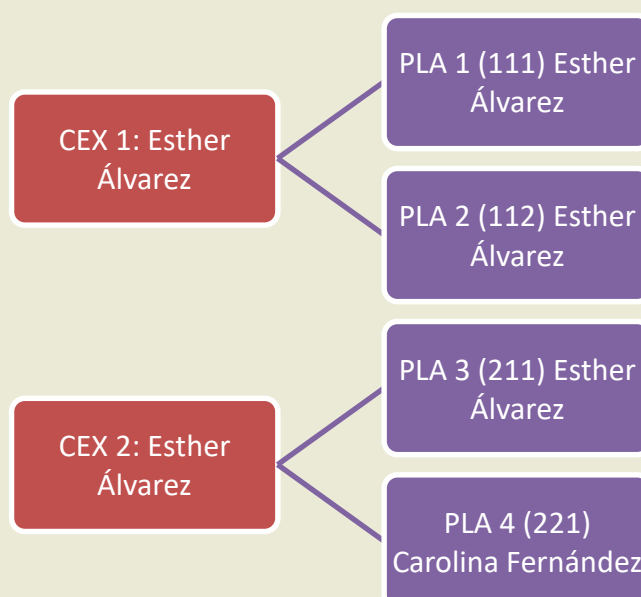 CEX 1: Esther
Álvarez
PLA 1 (111) Esther
Álvarez
PLA 2 (112) Esther
Álvarez
CEX 2: Esther
Álvarez
PLA 3 (211) Esther
Álvarez
PLA 4 (221)
Carolina Fernández